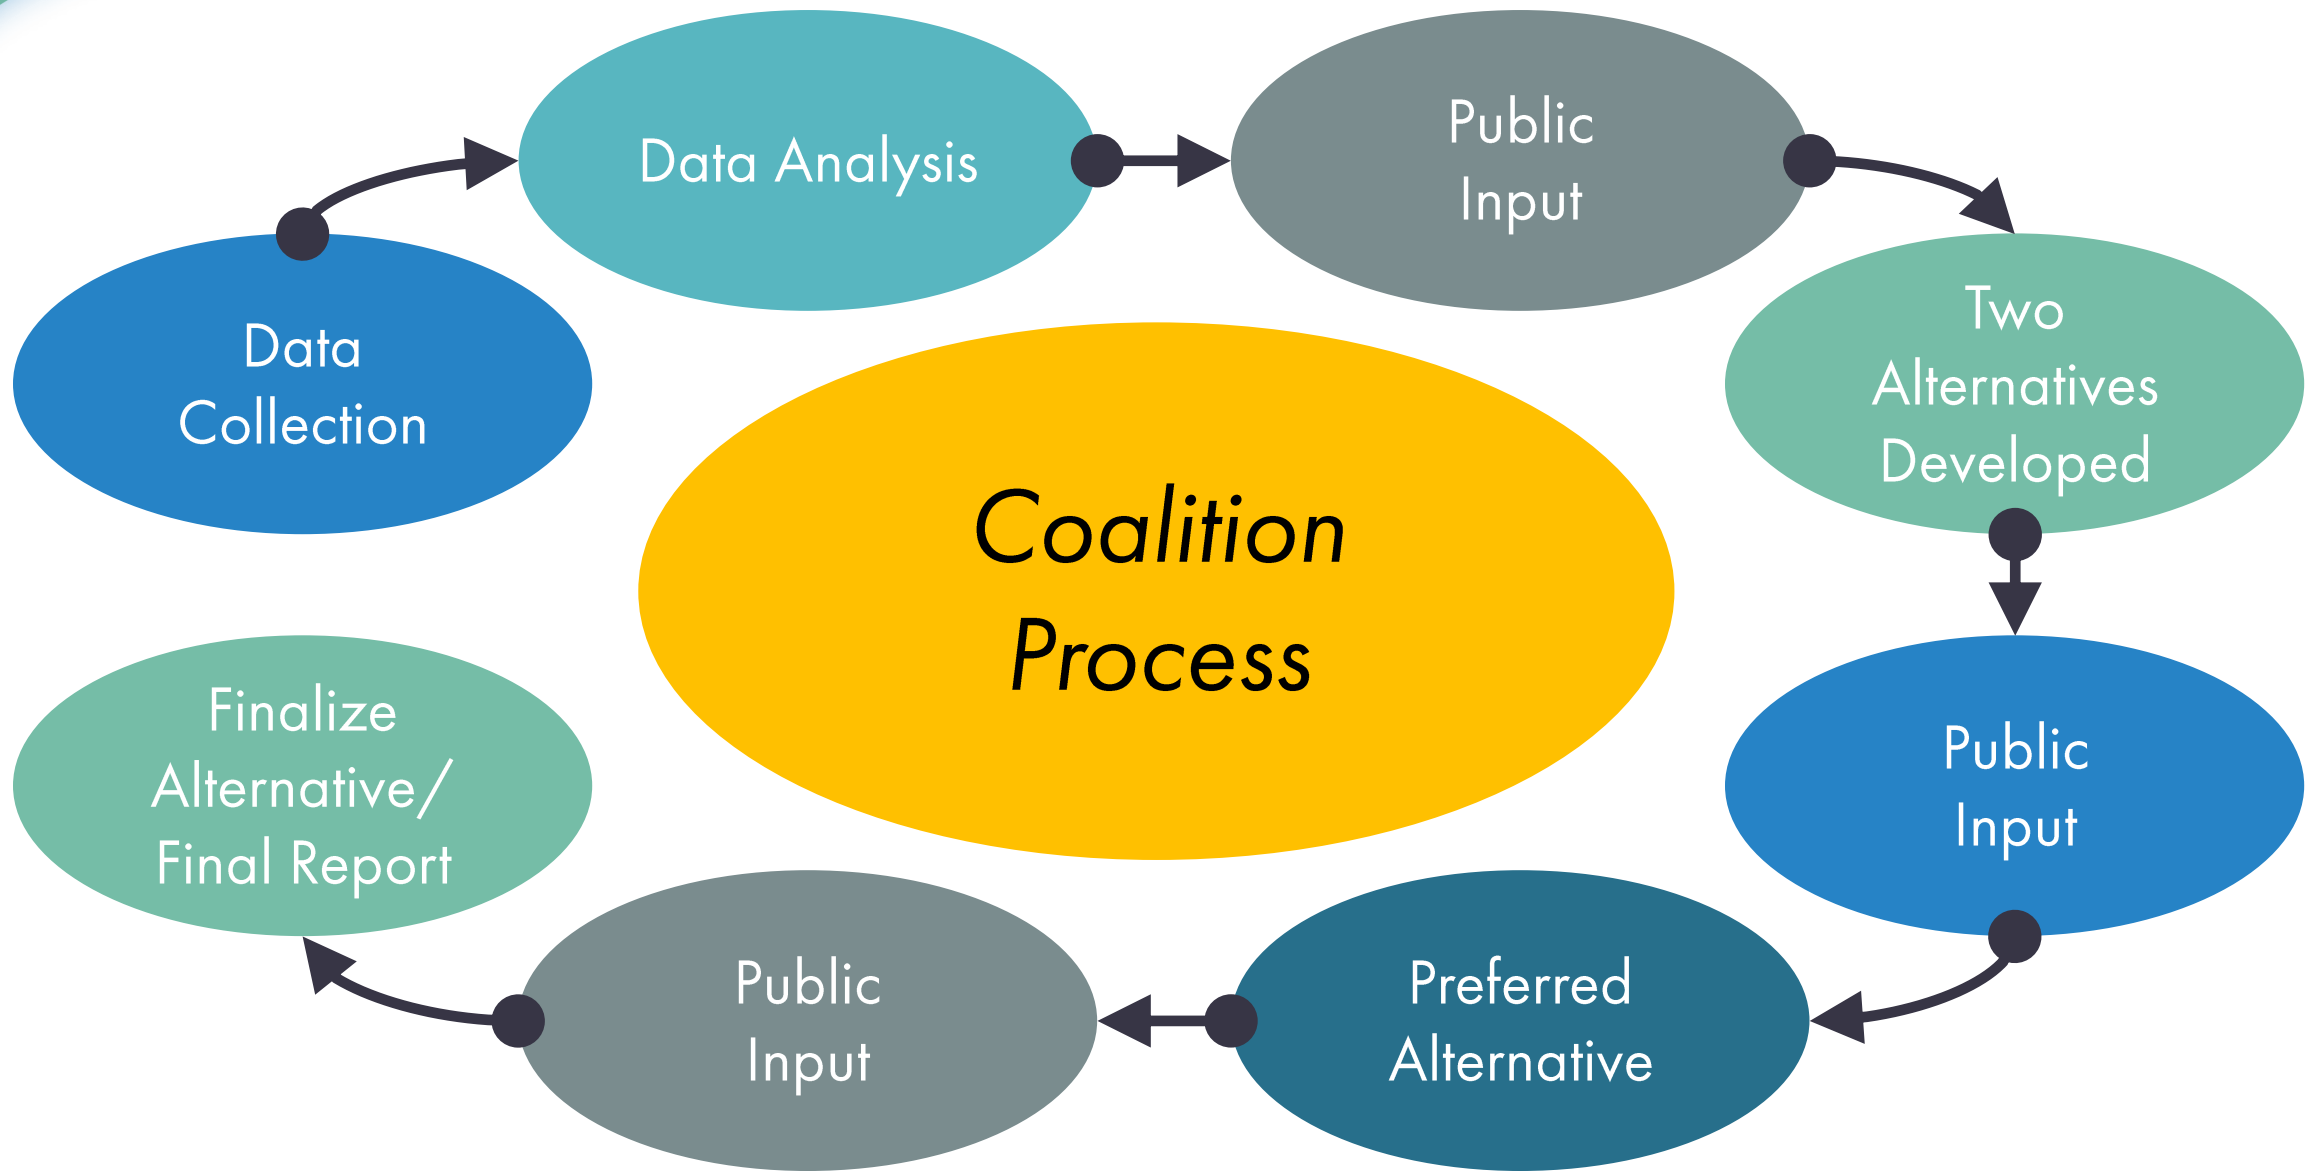 Data Analysis
Public
Input
Data
Collection
Two
Alternatives
Developed
Coalition
Process
Finalize
Alternative/
Final Report
Public
Input
Public
Input
Preferred
Alternative